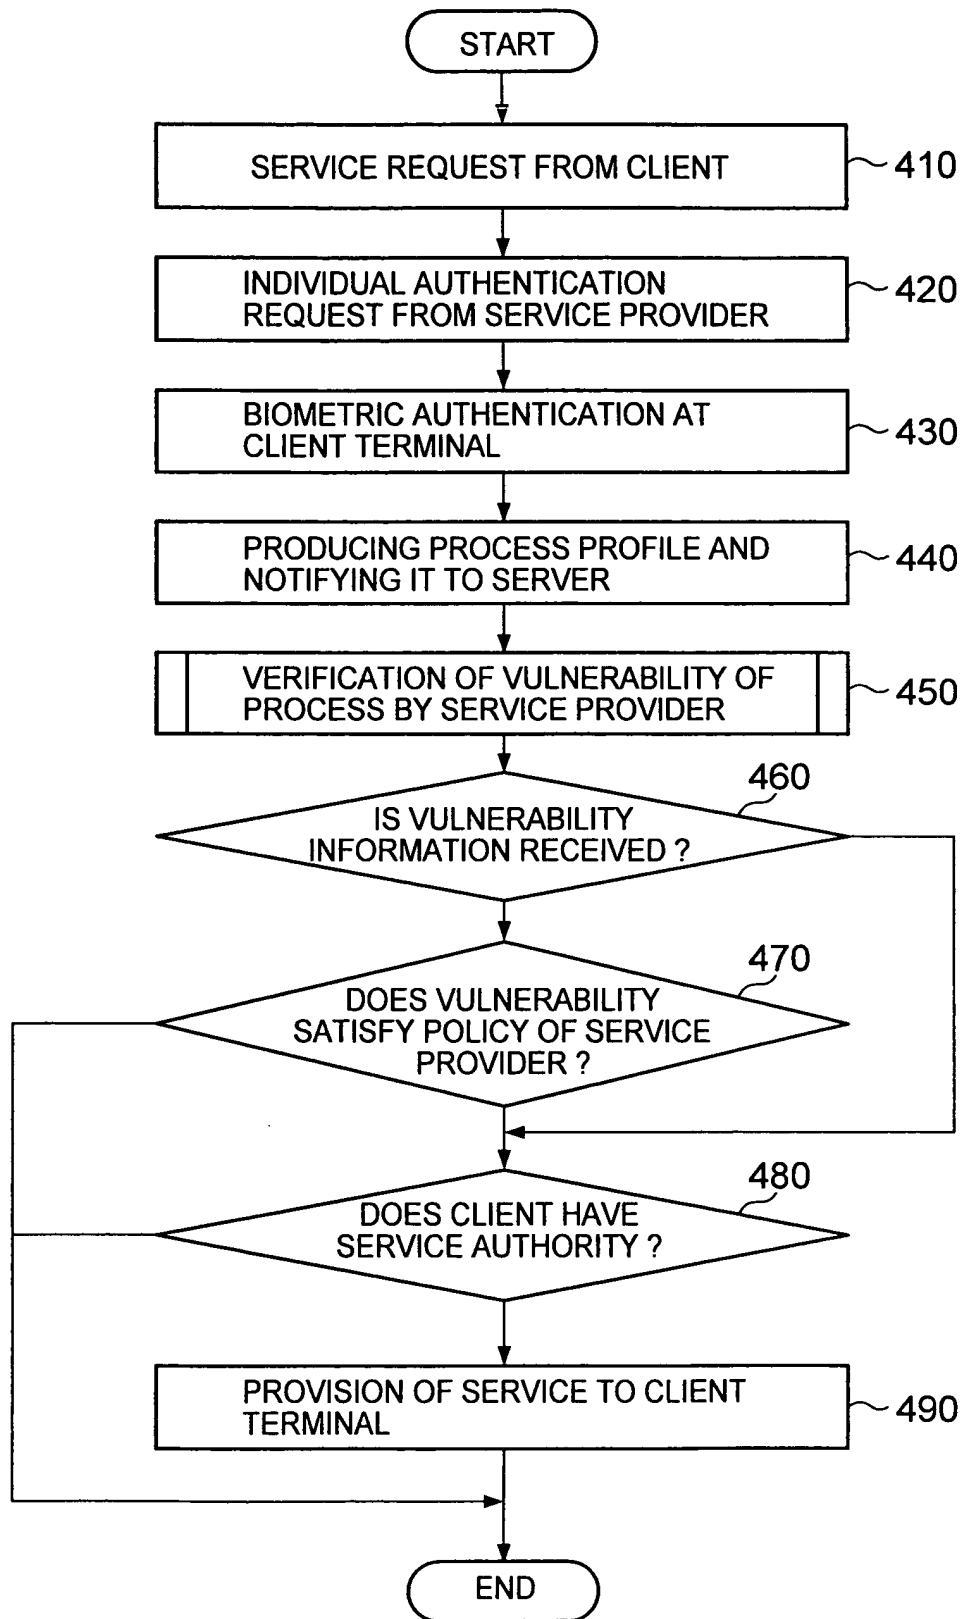 START
SERVICE REQUEST FROM CLIENT
410
INDIVIDUAL AUTHENTICATION
REQUEST FROM SERVICE PROVIDER
420
BIOMETRIC AUTHENTICATION AT
CLIENT TERMINAL
430
PRODUCING PROCESS PROFILE AND
NOTIFYING IT TO SERVER
440
VERIFICATION OF VULNERABILITY OF
PROCESS BY SERVICE PROVIDER
450
460
IS VULNERABILITY
INFORMATION RECEIVED ?
470
DOES VULNERABILITY
SATISFY POLICY OF SERVICE
PROVIDER ?
480
DOES CLIENT HAVE
SERVICE AUTHORITY ?
PROVISION OF SERVICE TO CLIENT
TERMINAL
490
END